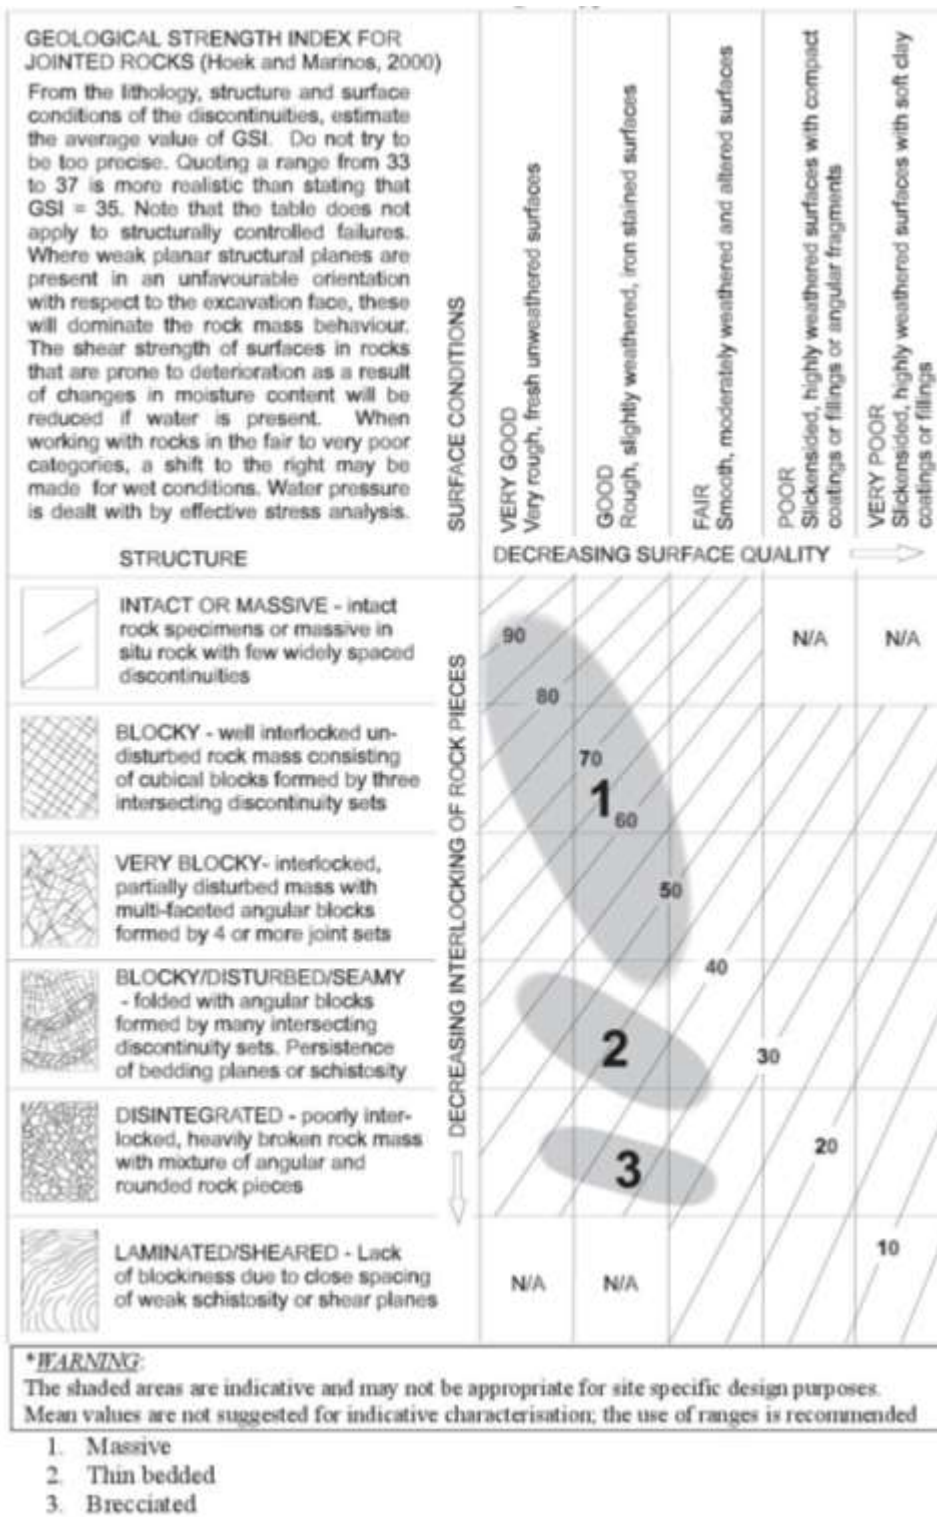 GEOLOGICAL STRENGTH INDEX FOR
JOINTED ROCKS (Hoek and Marinos, 2000)
From the lithology, structure and surface
conditions of the discontinuities, estimate
the average value of GSI. Do not try to
be too precise. Quoting a range from 33
to 37 is more realistic than stating that
GSI = 35. Note that the table does not
apply to structurally controlled failures.
Where weak planar structural planes are
present in an unfavourable orientation
with respect to the excavation face, these
will dominate the rock mass behaviour.
The shear strength of surfaces in rocks
that are prone to deterioration as a result
of changes in moisture content will be
reduced if water is present. When
working with rocks in the fair to very poor
categories, a shift to the right may be
made for wet conditions. Water pressure
is dealt with by effective stress analysis.
SURFACE CONDITIONS
VERY GOOD
Very rough, fresh unweathered surfaces
GOOD
Rough, slightly weathered, iron stained surfaces
FAIR
Smooth, moderately weathered and altered surfaces
POOR
Slickensided, highly weathered surfaces with compact
coatings or fillings or angular fragments
VERY POOR
Slickensided, highly weathered surfaces with soft clay
coatings or fillings
STRUCTURE
DECREASING SURFACE QUALITY
DECREASING INTERLOCKING OF ROCK PIECES
INTACT OR MASSIVE - intact
rock specimens or massive in
situ rock with few widely spaced
discontinuities
90
N/A
N/A
80
BLOCKY - well interlocked un-
disturbed rock mass consisting
of cubical blocks formed by three
intersecting discontinuity sets
70
1
60
VERY BLOCKY- interlocked,
partially disturbed mass with
multi-faceted angular blocks
formed by 4 or more joint sets
50
40
BLOCKY/DISTURBED/SEAMY
- folded with angular blocks
formed by many intersecting
discontinuity sets. Persistence
of bedding planes or schistosity
2
30
DISINTEGRATED - poorly inter-
locked, heavily broken rock mass
with mixture of angular and
rounded rock pieces
20
3
LAMINATED/SHEARED - Lack
of blockiness due to close spacing
of weak schistosity or shear planes
10
N/A
N/A
*WARNING:
The shaded areas are indicative and may not be appropriate for site specific design purposes.
Mean values are not suggested for indicative characterisation; the use of ranges is recommended
1. Massive
2. Thin bedded
3. Brecciated